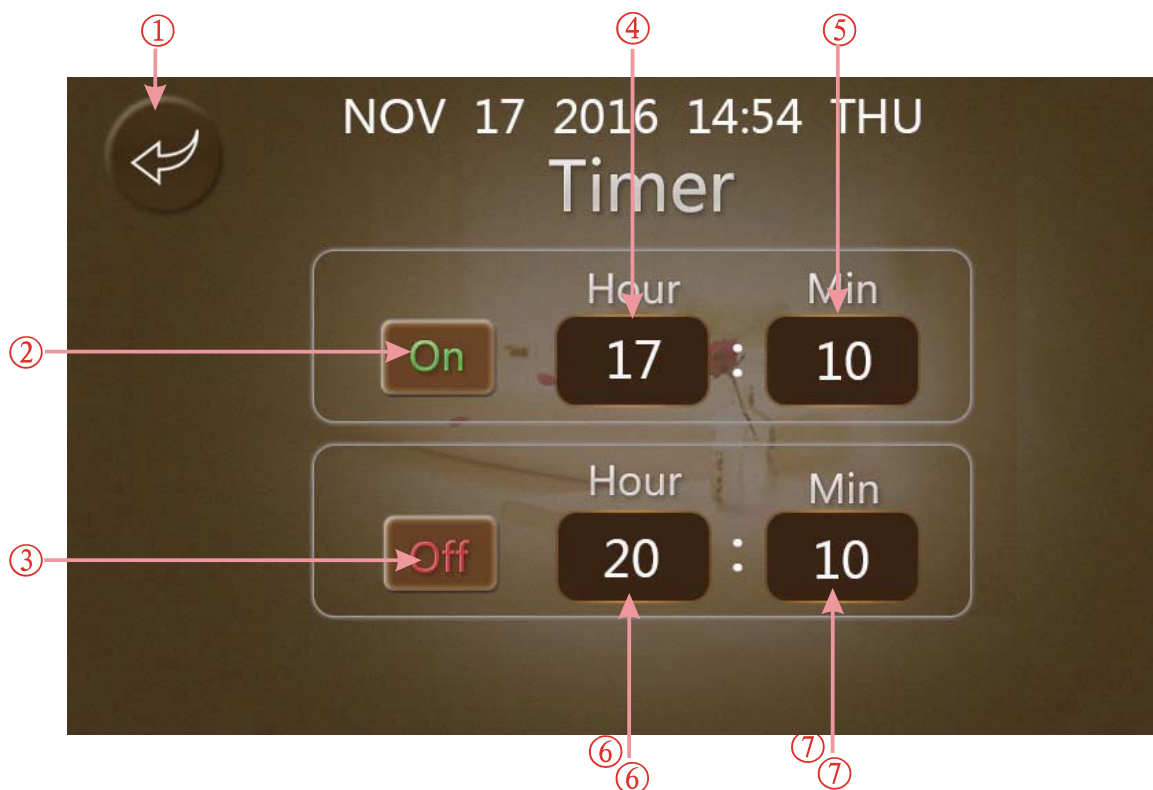 ① ④ ⑤
NOV 17 2016 14:54 THU
Timer
Hour Min
② On 17 : 10
Hour Min
③ Off 20 : 10
⑥ ⑦
⑥ ⑦